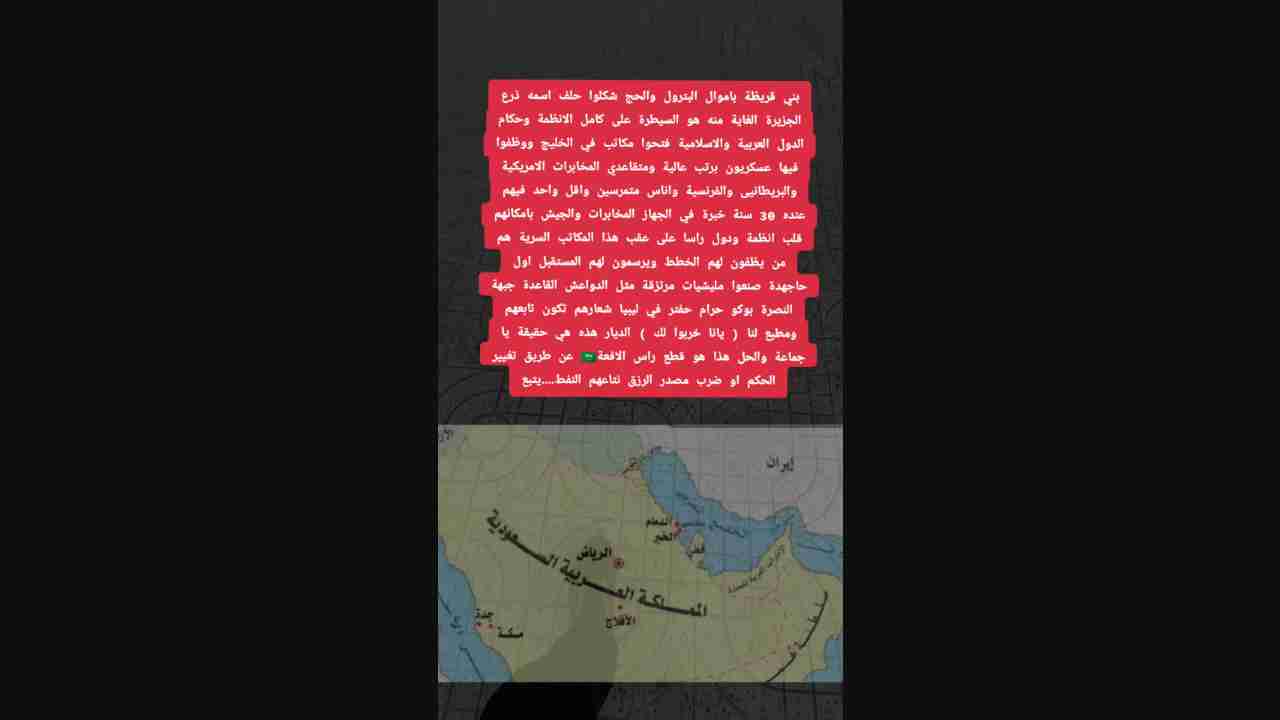 بني قريظة باموال البترول والحج شكلوا حلف اسمه ذرع
الجزيرة الغاية منه هو السيطرة على كامل الانظمة وحكام
الدول العربية والاسلامية فتحوا مكاتب في الخليج ووظفوا
فيها عسكريون برتب عالية ومتقاعدي المخابرات الامريكية
والبريطانيى والفرنسية واناس متمرسين واقل واحد فيهم
عنده 30 سنة خبرة في الجهاز المخابرات والجيش بامكانهم
قلب انظمة ودول راسا على عقب هذا المكاتب السرية هم
من يظفون لهم الخطط ويرسمون لهم المستقبل اول
حاجهدة صنعوا مليشيات مرتزقة مثل الدواعش القاعدة جبهة
النصرة بوكو حرام حفتر في ليبيا شعارهم تكون تابعهم
ومطيع لنا ( يانا خربوا لك ) الديار هذه هي حقيقة يا
جماعة والحل هذا هو قطع راس الافعة🇸🇦 عن طريق تغيير
الحكم او ضرب مصدر الرزق نتاعهم النفط....يتبع
إيران
الدمام
الخبر
قطر
الرياض
المملكة العربية السعودية
الأفلاج
جدة
مكة